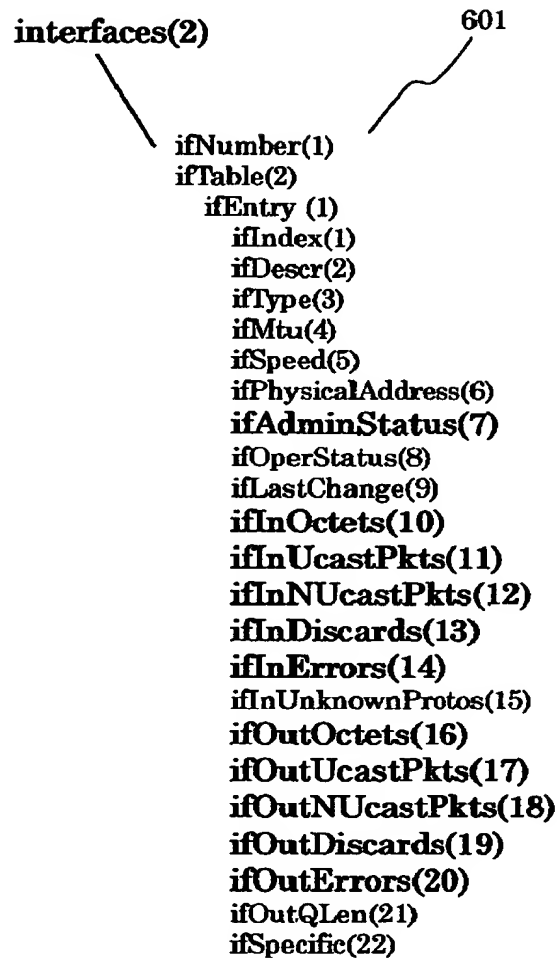 interfaces(2)
601
ifNumber(1)
ifTable(2)
ifEntry (1)
ifIndex(1)
ifDescr(2)
ifType(3)
ifMtu(4)
ifSpeed(5)
ifPhysicalAddress(6)
ifAdminStatus(7)
ifOperStatus(8)
ifLastChange(9)
ifInOctets(10)
ifInUcastPkts(11)
ifInNUcastPkts(12)
ifInDiscards(13)
ifInErrors(14)
ifInUnknownProtos(15)
ifOutOctets(16)
ifOutUcastPkts(17)
ifOutNUcastPkts(18)
ifOutDiscards(19)
ifOutErrors(20)
ifOutQLen(21)
ifSpecific(22)